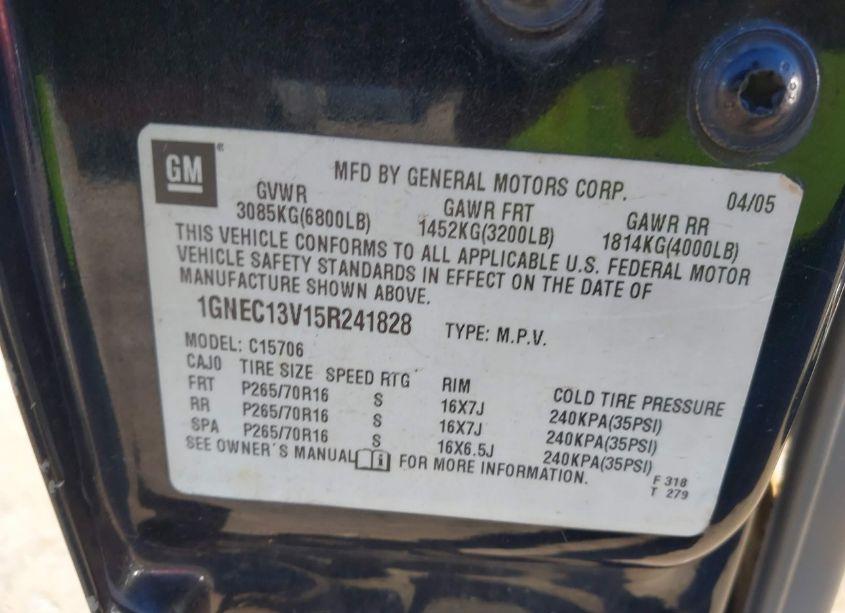 GM
MFD BY GENERAL MOTORS CORP. 04/05
GVWR GAWR FRT GAWR RR
3085KG(6800LB) 1452KG(3200LB) 1814KG(4000LB)
THIS VEHICLE CONFORMS TO ALL APPLICABLE U.S. FEDERAL MOTOR
VEHICLE SAFETY STANDARDS IN EFFECT ON THE DATE OF
MANUFACTURE SHOWN ABOVE.
1GNEC13V15R241828 TYPE: M.P.V.
MODEL: C15706
CAJ0 TIRE SIZE SPEED RTG RIM COLD TIRE PRESSURE
FRT P265/70R16 S 16X7J 240KPA(35PSI)
RR P265/70R16 S 16X7J 240KPA(35PSI)
SPA P265/70R16 S 16X6.5J 240KPA(35PSI)
SEE OWNER'S MANUAL FOR MORE INFORMATION.
F 318
T 279